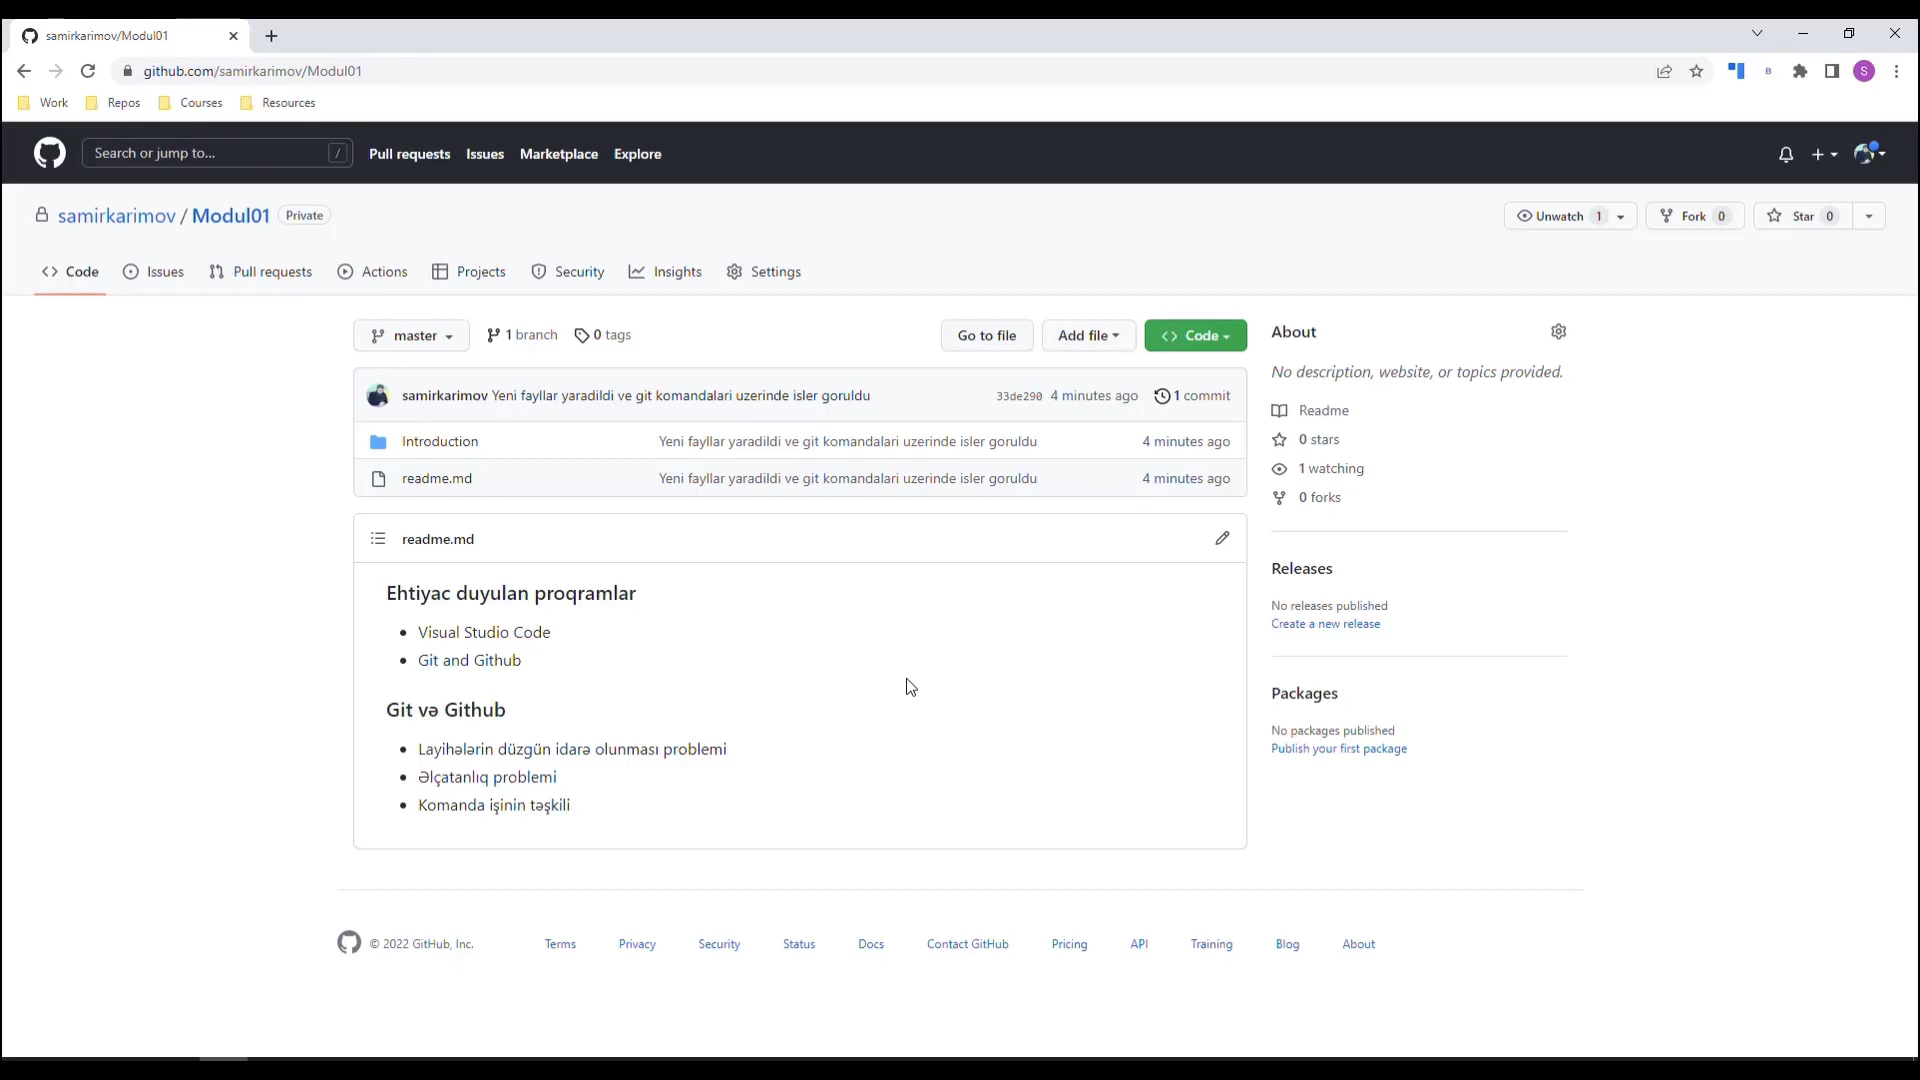 samirkarimov/Modul01
github.com/samirkarimov/Modul01
S
B
Work Repos Courses Resources
Search or jump to... / Pull requests Issues Marketplace Explore
samirkarimov / Modul01 Private
Unwatch 1 Fork 0 Star 0
Code Issues Pull requests Actions Projects Security Insights Settings
master 1 branch 0 tags Go to file Add file Code
samirkarimov Yeni fayllar yaradildi ve git komandalari uzerinde isler goruldu 33de290 4 minutes ago 1 commit
Introduction Yeni fayllar yaradildi ve git komandalari uzerinde isler goruldu 4 minutes ago
readme.md Yeni fayllar yaradildi ve git komandalari uzerinde isler goruldu 4 minutes ago
readme.md
Ehtiyac duyulan proqramlar
Visual Studio Code
Git and Github
Git və Github
Layihələrin düzgün idarə olunması problemi
Əlçatanlıq problemi
Komanda işinin təşkili
About
No description, website, or topics provided.
Readme
0 stars
1 watching
0 forks
Releases
No releases published
Create a new release
Packages
No packages published
Publish your first package
© 2022 GitHub, Inc. Terms Privacy Security Status Docs Contact GitHub Pricing API Training Blog About